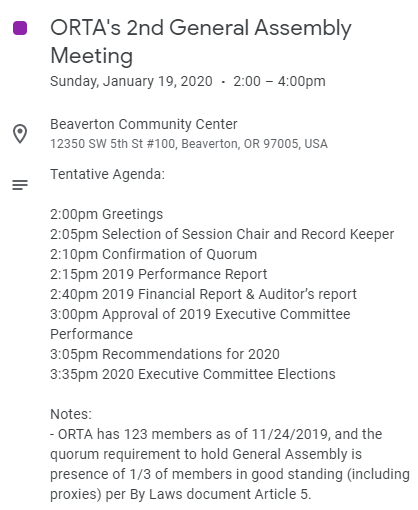 ORTA's 2nd General Assembly
Meeting
Sunday, January 19, 2020 · 2:00 – 4:00pm
Beaverton Community Center
12350 SW 5th St #100, Beaverton, OR 97005, USA
Tentative Agenda:
2:00pm Greetings
2:05pm Selection of Session Chair and Record Keeper
2:10pm Confirmation of Quorum
2:15pm 2019 Performance Report
2:40pm 2019 Financial Report & Auditor’s report
3:00pm Approval of 2019 Executive Committee
Performance
3:05pm Recommendations for 2020
3:35pm 2020 Executive Committee Elections
Notes:
- ORTA has 123 members as of 11/24/2019, and the
quorum requirement to hold General Assembly is
presence of 1/3 of members in good standing (including
proxies) per By Laws document Article 5.